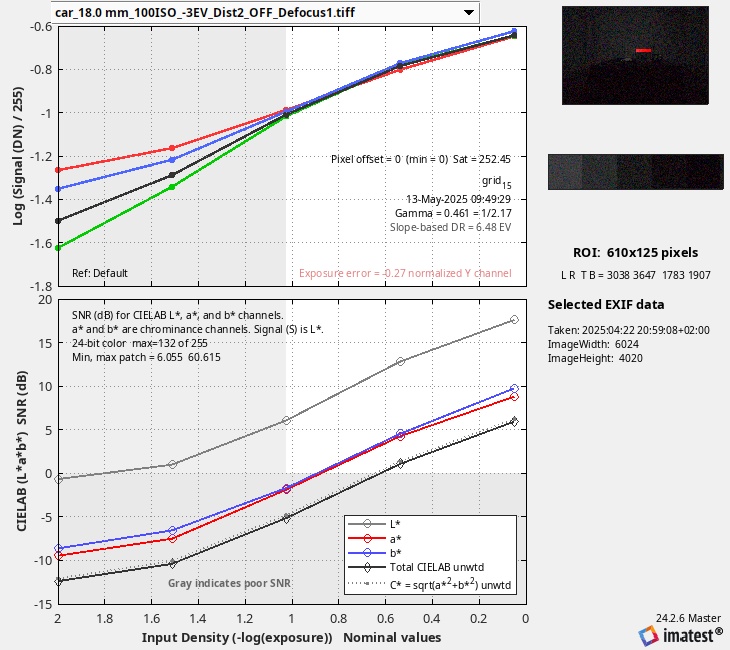 car_18.0 mm_100ISO_-3EV_Dist2_OFF_Defocus1.tiff
-0.6
-0.8
-1
-1.2
-1.4
-1.6
-1.8
Log (Signal (DN) / 255)
Pixel offset = 0 (min = 0) Sat = 252.45
grid15
13-May-2025 09:49:29
Gamma = 0.461 = 1/2.17
Slope-based DR = 6.48 EV
Ref: Default
Exposure error = -0.27 normalized Y channel
ROI: 610x125 pixels
L R T B = 3038 3647 1783 1907
Selected EXIF data
Taken: 2025:04:22 20:59:08+02:00
ImageWidth: 6024
ImageHeight: 4020
20
15
10
5
0
-5
-10
-15
CIELAB (L*a*b*) SNR (dB)
SNR (dB) for CIELAB L*, a*, and b* channels.
a* and b* are chrominance channels. Signal (S) is L*.
24-bit color max=132 of 255
Min, max patch = 6.055 60.615
L*
a*
b*
Total CIELAB unwtd
C* = sqrt(a*2+b*2) unwtd
Gray indicates poor SNR
2 1.8 1.6 1.4 1.2 1 0.8 0.6 0.4 0.2 0
Input Density (-log(exposure)) Nominal values
24.2.6 Master
imatest®